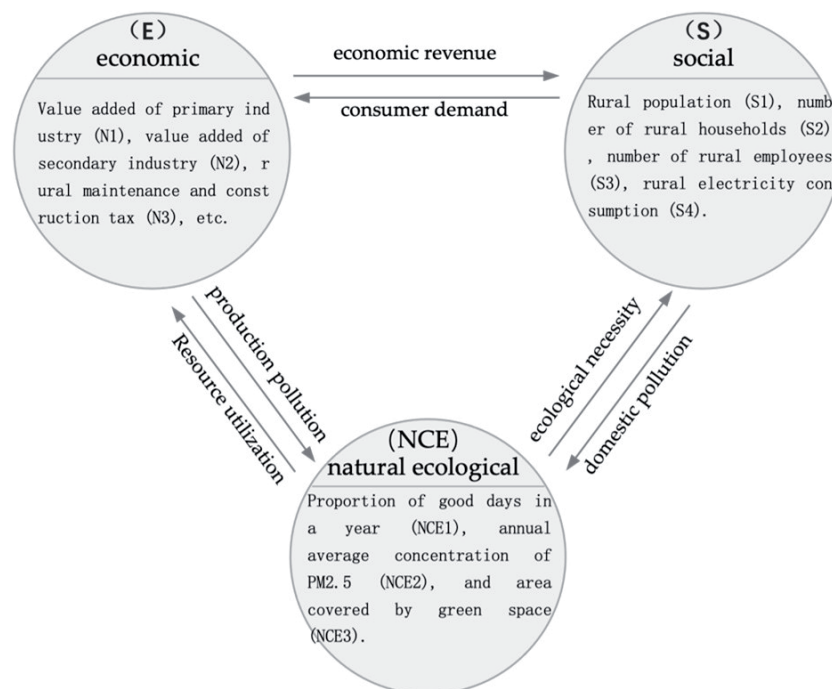 (E)
economic
Value added of primary ind
ustry (N1), value added of
secondary industry (N2), r
ural maintenance and const
ruction tax (N3), etc.
economic revenue
consumer demand
(S)
social
Rural population (S1), numb
er of rural households (S2)
, number of rural employees
(S3), rural electricity con
sumption (S4).
production pollution
Resource utilization
ecological necessity
domestic pollution
(NCE)
natural ecological
Proportion of good days in
a year (NCE1), annual
average concentration of
PM2.5 (NCE2), and area
covered by green space
(NCE3).